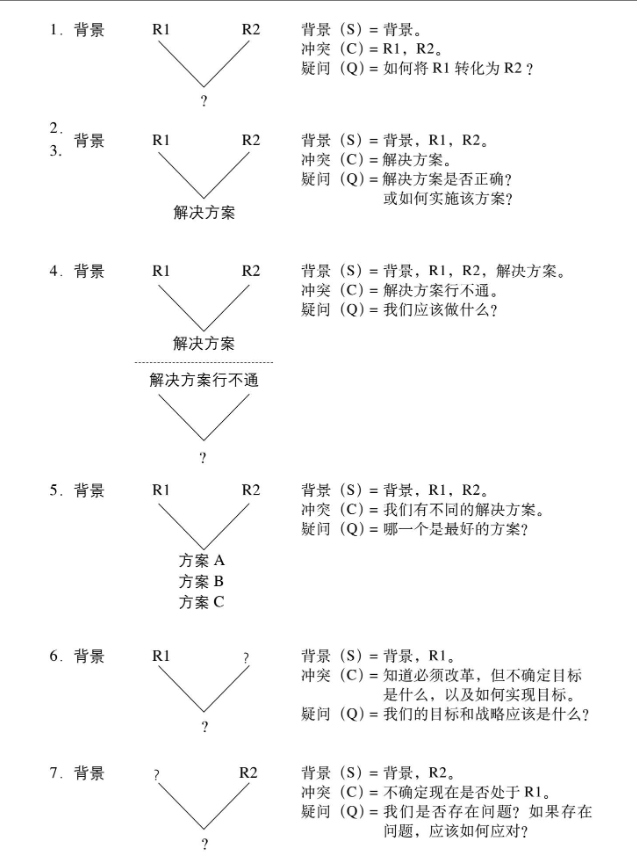 1. 背景 R1 R2
?
背景（S）= 背景。
冲突（C）= R1，R2。
疑问（Q）= 如何将 R1 转化为 R2？
2.
3.
背景 R1 R2
解决方案
背景（S）= 背景，R1，R2。
冲突（C）= 解决方案。
疑问（Q）= 解决方案是否正确？
或如何实施该方案？
4. 背景 R1 R2
解决方案
解决方案行不通
?
背景（S）= 背景，R1，R2，解决方案。
冲突（C）= 解决方案行不通。
疑问（Q）= 我们应该做什么？
5. 背景 R1 R2
方案 A
方案 B
方案 C
背景（S）= 背景，R1，R2。
冲突（C）= 我们有不同的解决方案。
疑问（Q）= 哪一个是最好的方案？
6. 背景 R1 ?
?
背景（S）= 背景，R1。
冲突（C）= 知道必须改革，但不确定目标
是什么，以及如何实现目标。
疑问（Q）= 我们的目标和战略应该是什么？
7. 背景 ? R2
?
背景（S）= 背景，R2。
冲突（C）= 不确定现在是否处于 R1。
疑问（Q）= 我们是否存在问题？如果存在
问题，应该如何应对？